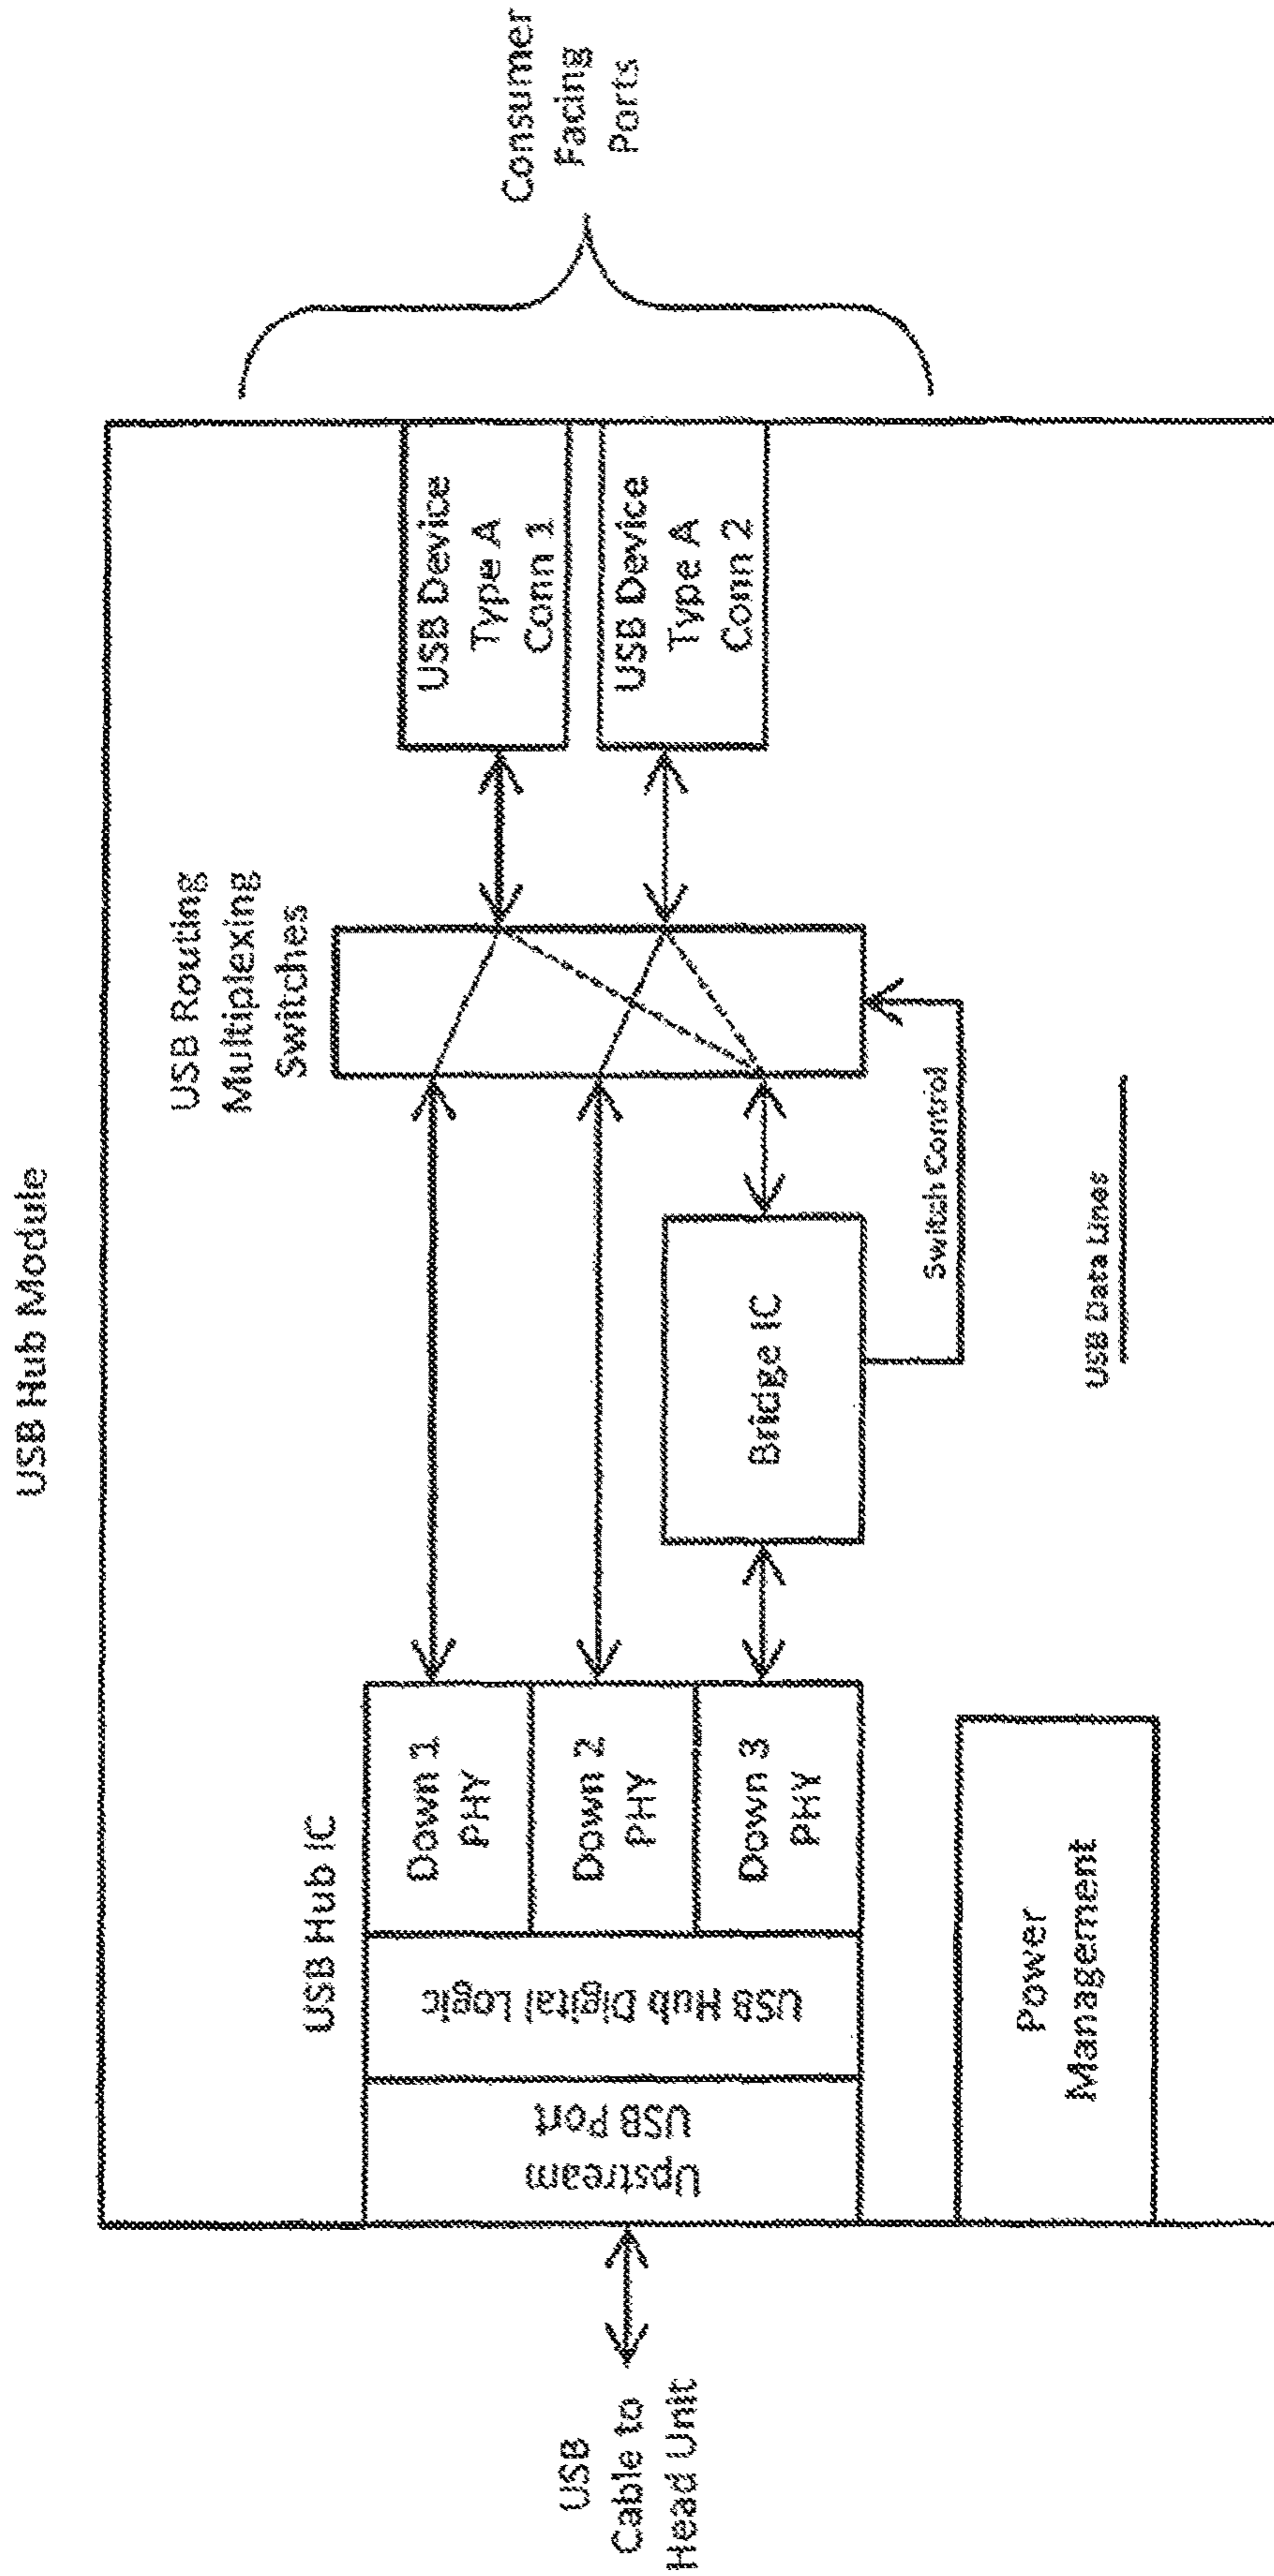 USB Hub Module
USB Hub IC
USB Routing
Multiplexing
Switches
USB
Cable to
Head Unit
Upstream
USB Port
USB Hub Digital Logic
Down 1
PHY
Down 2
PHY
Down 3
PHY
Bridge IC
Switch Control
USB Device
Type A
Conn 1
USB Device
Type A
Conn 2
Consumer
Facing
Ports
Power
Management
USB Data Lines